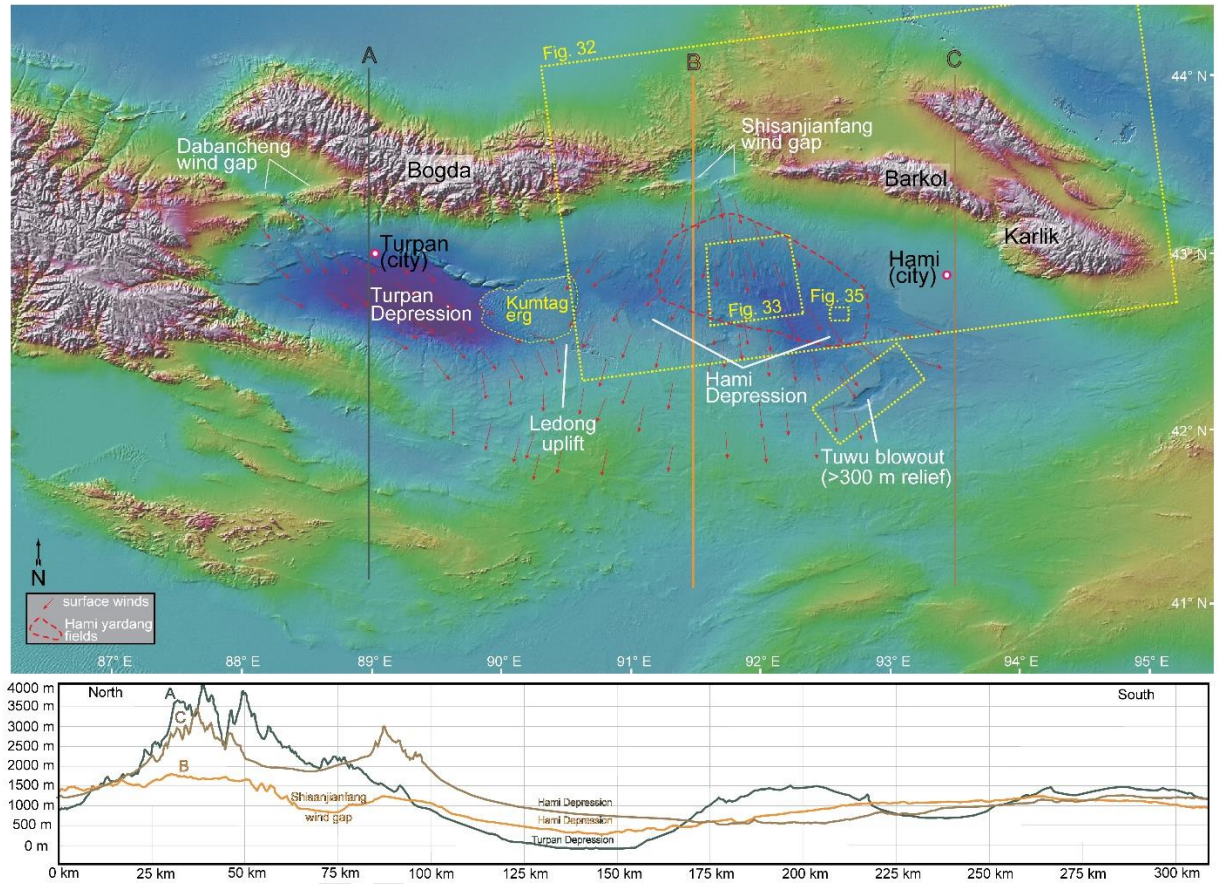 Fig. 32
A
B
C
44° N
Dabancheng
wind gap
Bogda
Shisanjianfang
wind gap
Barkol
Karlik
43° N
Turpan
(city)
Hami
(city)
Turpan
Depression
Kumtag
erg
Fig. 33
Fig. 35
Hami
Depression
Ledong
uplift
42° N
Tuwu blowout
(>300 m relief)
N
surface winds
Hami yardang
fields
41° N
87° E
88° E
89° E
90° E
91° E
92° E
93° E
94° E
95° E
4000 m
3500 m
3000 m
2500 m
2000 m
1500 m
1000 m
500 m
0 m
North
South
A
C
B
Shisanjianfang
wind gap
Hami Depression
Hami Depression
Turpan Depression
0 km
25 km
50 km
75 km
100 km
125 km
150 km
175 km
200 km
225 km
250 km
275 km
300 km